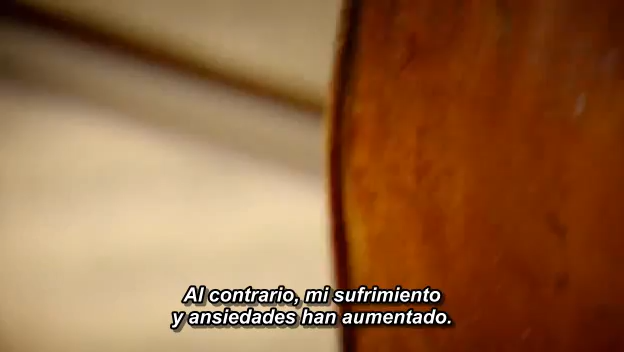 Al contrario, mi sufrimiento
y ansiedades han aumentado.